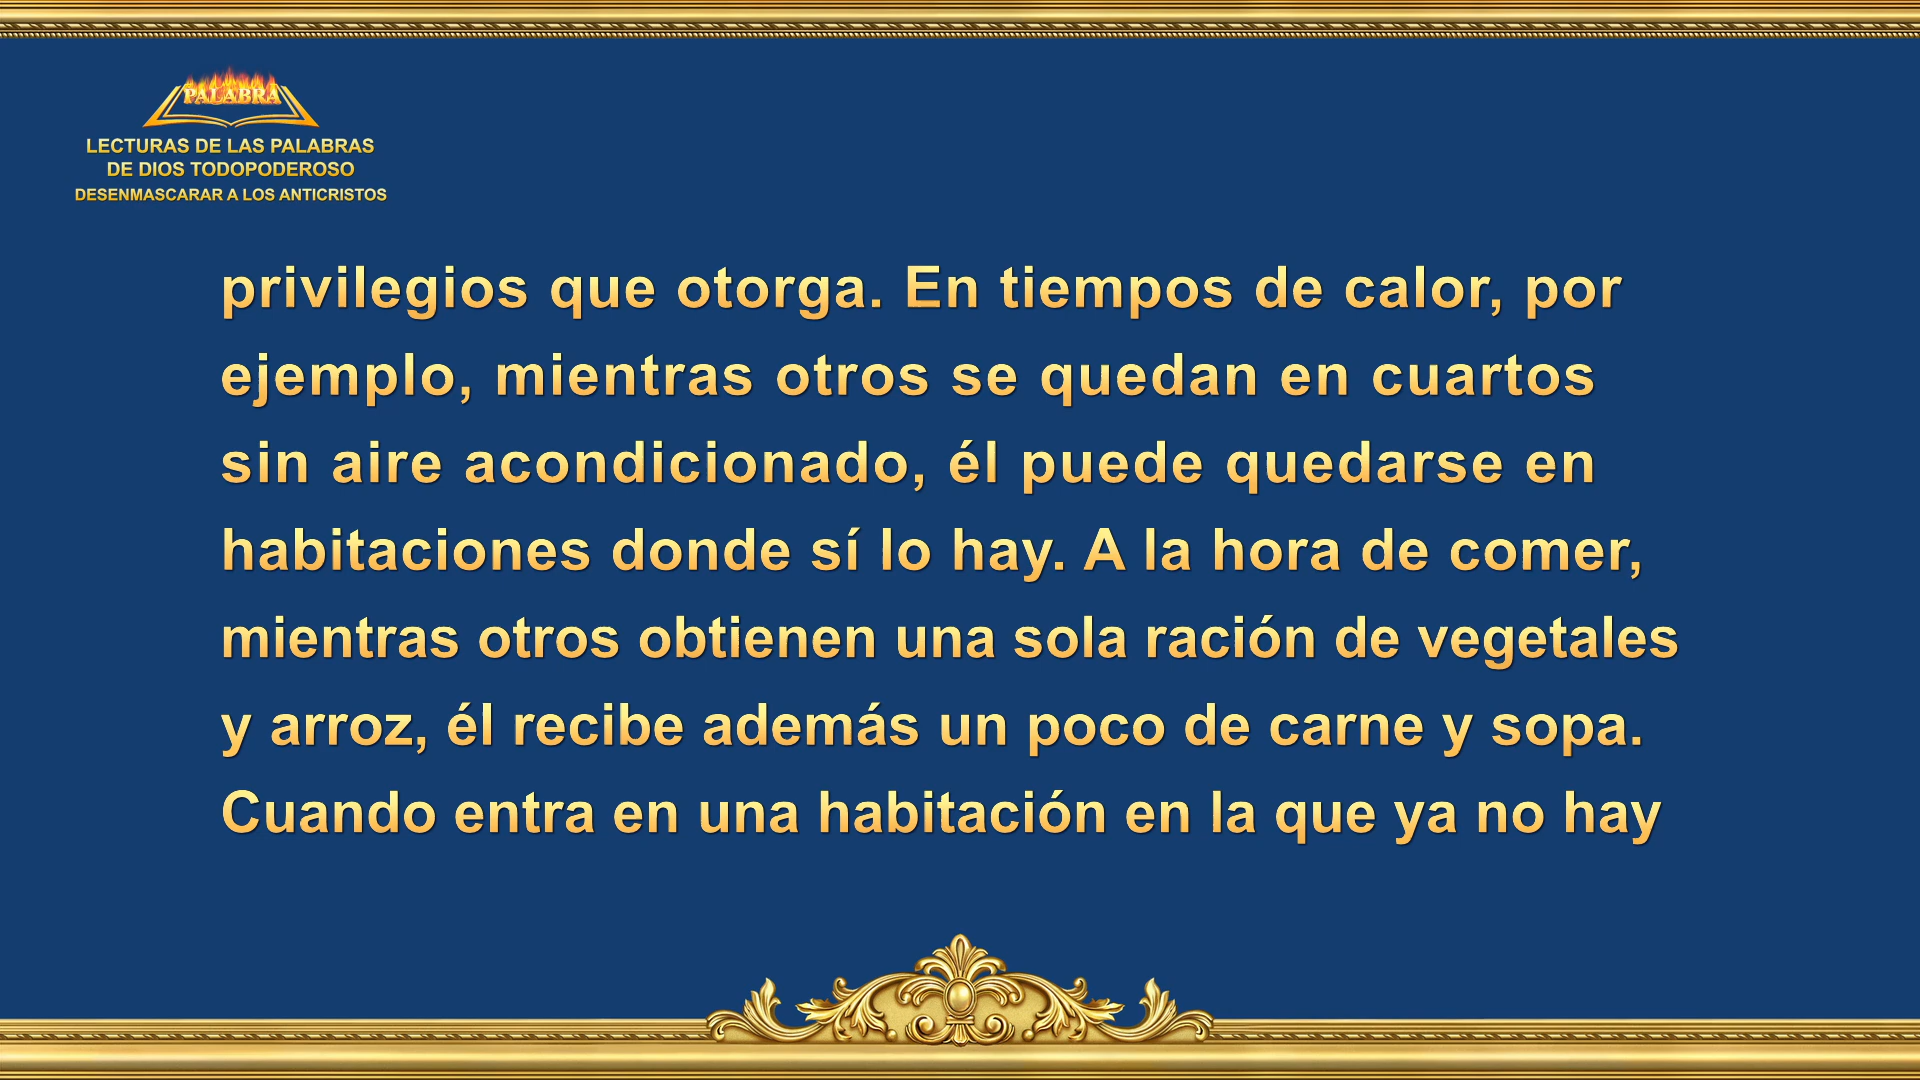 PALABRA
LECTURAS DE LAS PALABRAS
DE DIOS TODOPODEROSO
DESENMASCARAR A LOS ANTICRISTOS
privilegios que otorga. En tiempos de calor, por
ejemplo, mientras otros se quedan en cuartos
sin aire acondicionado, él puede quedarse en
habitaciones donde sí lo hay. A la hora de comer,
mientras otros obtienen una sola ración de vegetales
y arroz, él recibe además un poco de carne y sopa.
Cuando entra en una habitación en la que ya no hay